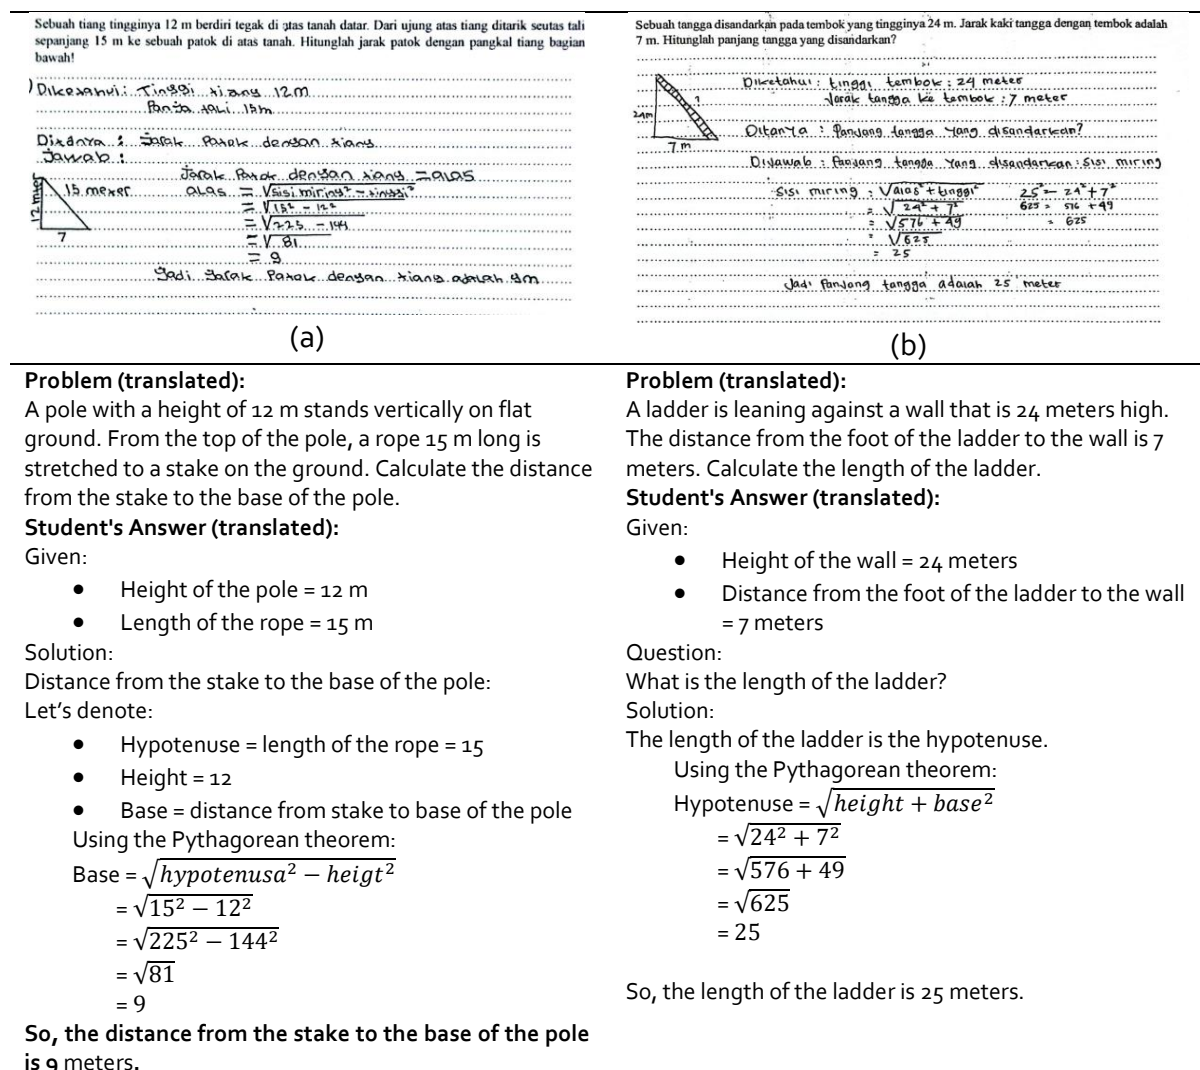 Sebuah tiang tingginya 12 m berdiri tegak di atas tanah datar. Dari ujung atas tiang ditarik seutas tali
sepanjang 15 m ke sebuah patok di atas tanah. Hitunglah jarak patok dengan pangkal tiang bagian
bawah!
Diketahui: Tinggi tiang 12m
Panja tali 15m
Ditanya : Jarak Patok dengan tiang
Jawab :
Jarak Patok dengan tiang = alas
12 meter
15 meter
7
alas = √sisi miring² - tinggi²
= √15² - 12²
= √225 - 144
= √81
= 9
Jadi Jarak Patok dengan tiang adalah 9m
(a)
Sebuah tangga disandarkan pada tembok yang tingginya 24 m. Jarak kaki tangga dengan tembok adalah
7 m. Hitunglah panjang tangga yang disandarkan?
24m
?
7m
Diketahui : tinggi tembok : 24 meter
Jarak tangga ke tembok : 7 meter
Ditanya : Panjang tangga yang disandarkan?
Dijawab : Panjang tangga yang disandarkan : sisi miring
Sisi miring : √alas² + tinggi²
= √24² + 7²
= √576 + 49
= √625
= 25
25² = 24² + 7²
625 = 576 + 49
= 625
Jadi Panjang tangga adalah 25 meter
(b)
Problem (translated):
A pole with a height of 12 m stands vertically on flat
ground. From the top of the pole, a rope 15 m long is
stretched to a stake on the ground. Calculate the distance
from the stake to the base of the pole.
Student's Answer (translated):
Given:
• Height of the pole = 12 m
• Length of the rope = 15 m
Solution:
Distance from the stake to the base of the pole:
Let's denote:
• Hypotenuse = length of the rope = 15
• Height = 12
• Base = distance from stake to base of the pole
Using the Pythagorean theorem:
Base = √hypotenusa² − heigt²
= √15² − 12²
= √225² − 144²
= √81
= 9
So, the distance from the stake to the base of the pole
is 9 meters.
Problem (translated):
A ladder is leaning against a wall that is 24 meters high.
The distance from the foot of the ladder to the wall is 7
meters. Calculate the length of the ladder.
Student's Answer (translated):
Given:
• Height of the wall = 24 meters
• Distance from the foot of the ladder to the wall
= 7 meters
Question:
What is the length of the ladder?
Solution:
The length of the ladder is the hypotenuse.
Using the Pythagorean theorem:
Hypotenuse = √height + base²
= √24² + 7²
= √576 + 49
= √625
= 25
So, the length of the ladder is 25 meters.